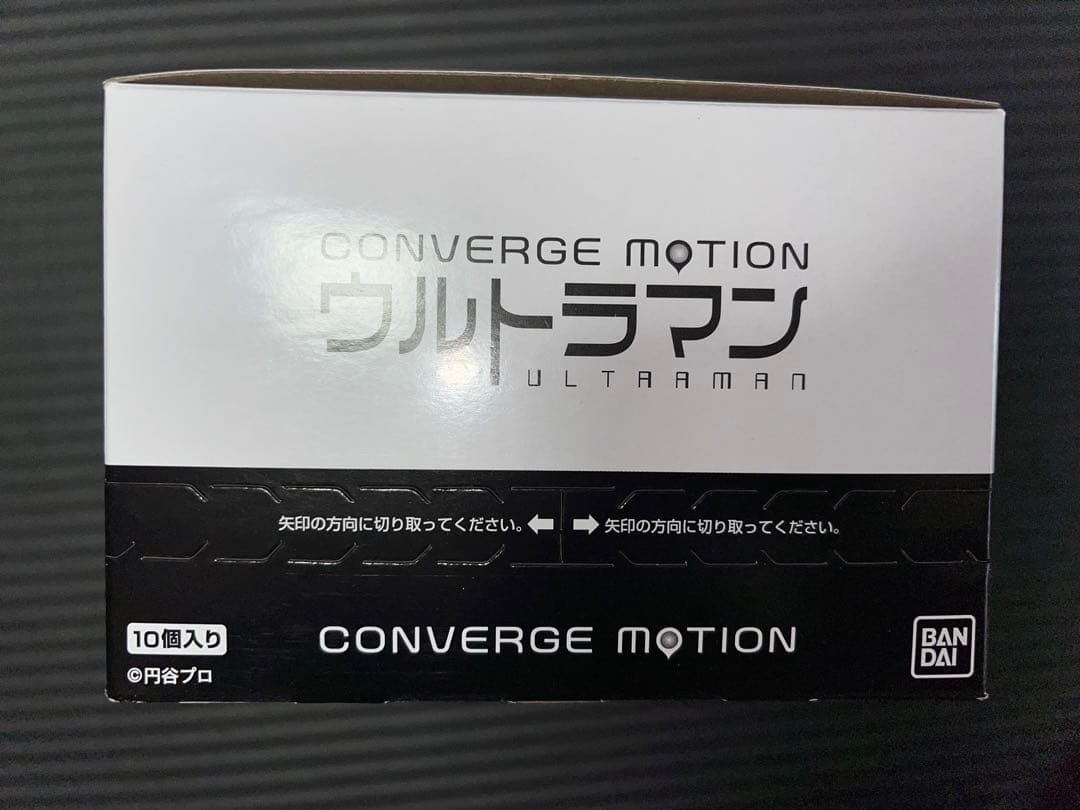 CONVERGE MOTION
ウルトラマン
ULTRAMAN
矢印の方向に切り取ってください。⬅ ➡ 矢印の方向に切り取ってください。
10個入り
©円谷プロ
CONVERGE MOTION
BAN
DAI